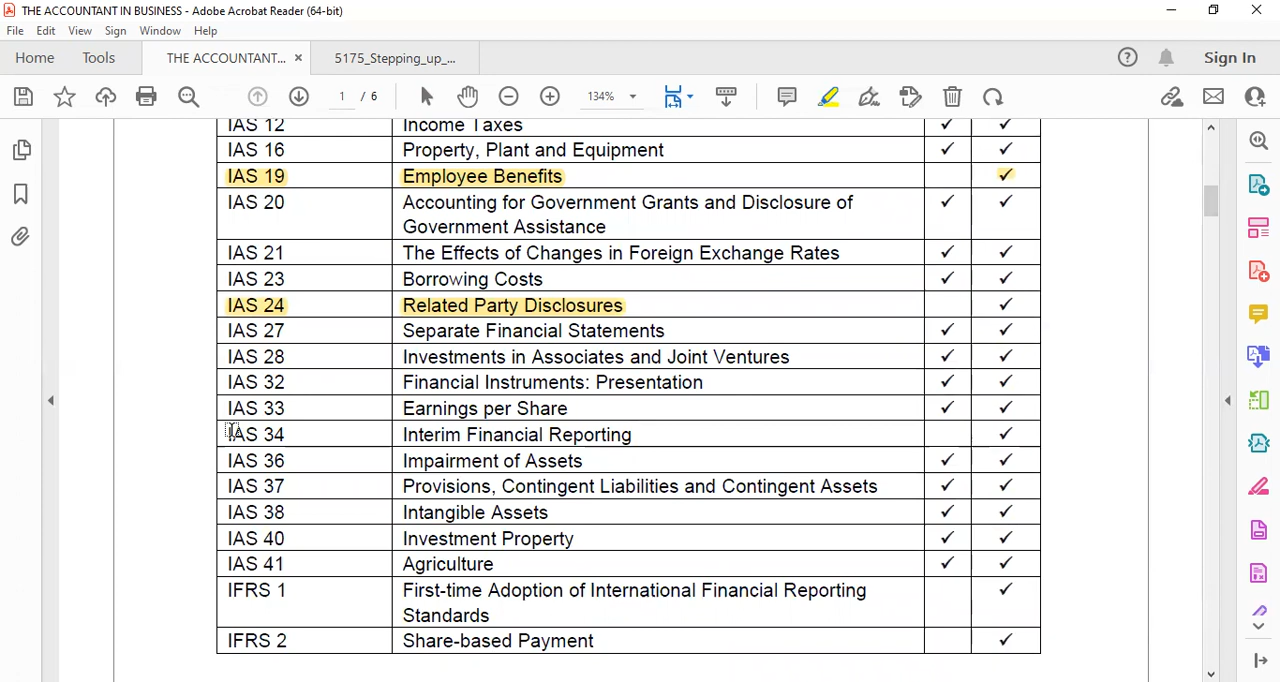 THE ACCOUNTANT IN BUSINESS - Adobe Acrobat Reader (64-bit)
File Edit View Sign Window Help
Home Tools THE ACCOUNTANT... × 5175_Stepping_up_... Sign In
1 / 6 134%
IAS 12 Income Taxes ✓ ✓
IAS 16 Property, Plant and Equipment ✓ ✓
IAS 19 Employee Benefits ✓
IAS 20 Accounting for Government Grants and Disclosure of ✓ ✓
Government Assistance
IAS 21 The Effects of Changes in Foreign Exchange Rates ✓ ✓
IAS 23 Borrowing Costs ✓ ✓
IAS 24 Related Party Disclosures ✓
IAS 27 Separate Financial Statements ✓ ✓
IAS 28 Investments in Associates and Joint Ventures ✓ ✓
IAS 32 Financial Instruments: Presentation ✓ ✓
IAS 33 Earnings per Share ✓ ✓
IAS 34 Interim Financial Reporting ✓
IAS 36 Impairment of Assets ✓ ✓
IAS 37 Provisions, Contingent Liabilities and Contingent Assets ✓ ✓
IAS 38 Intangible Assets ✓ ✓
IAS 40 Investment Property ✓ ✓
IAS 41 Agriculture ✓ ✓
IFRS 1 First-time Adoption of International Financial Reporting ✓
Standards
IFRS 2 Share-based Payment ✓